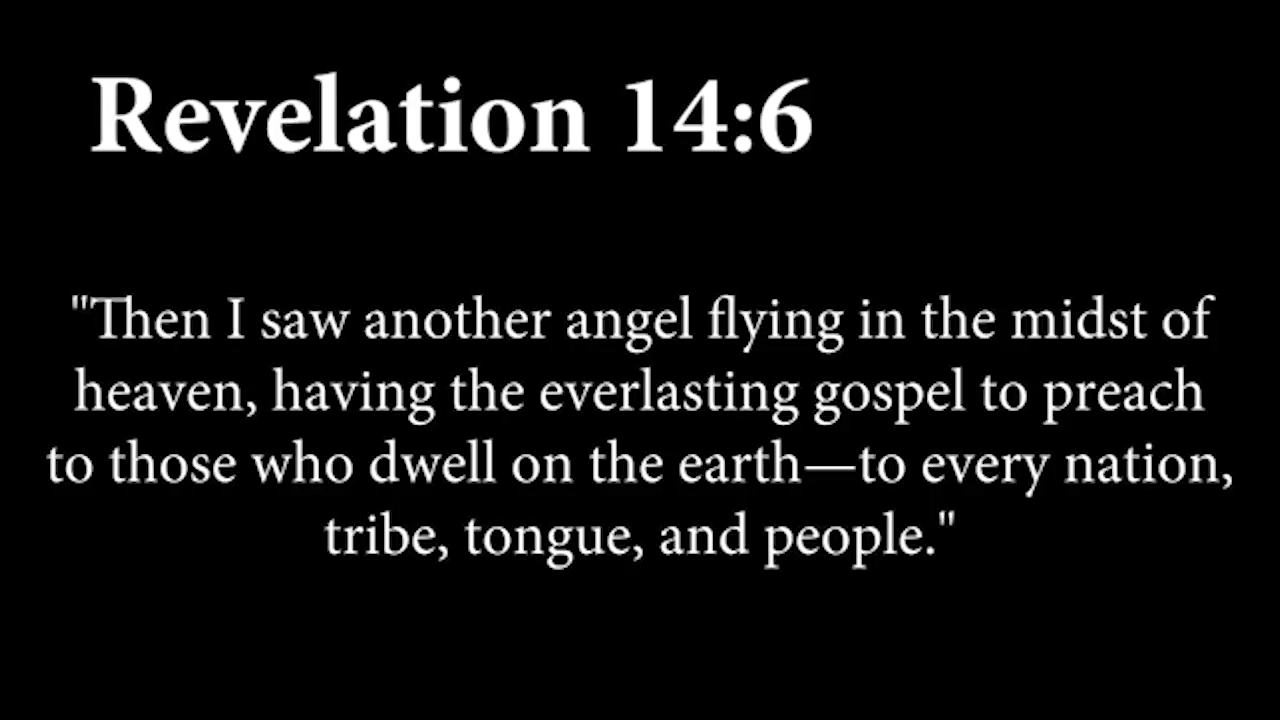 Revelation 14:6
"Then I saw another angel flying in the midst of
heaven, having the everlasting gospel to preach
to those who dwell on the earth—to every nation,
tribe, tongue, and people."